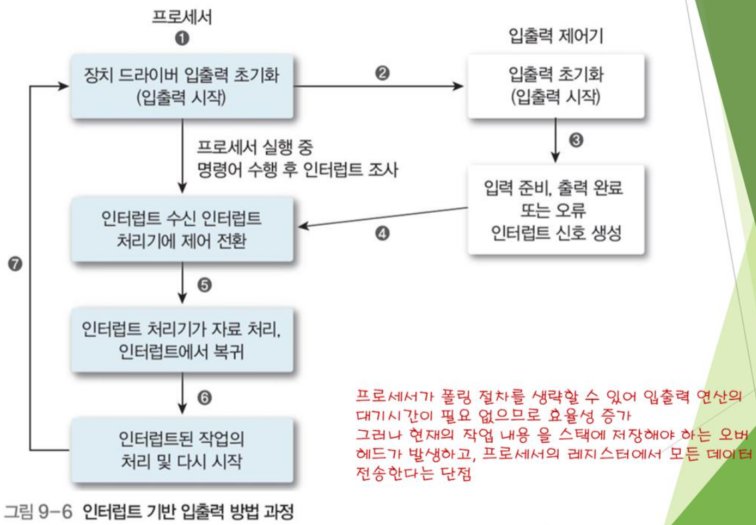 프로세서
❶
장치 드라이버 입출력 초기화
(입출력 시작)
❷
입출력 제어기
입출력 초기화
(입출력 시작)
❸
프로세서 실행 중
명령어 수행 후 인터럽트 조사
입력 준비, 출력 완료
또는 오류
인터럽트 신호 생성
❹
인터럽트 수신 인터럽트
처리기에 제어 전환
❺
인터럽트 처리기가 자료 처리,
인터럽트에서 복귀
❻
인터럽트된 작업의
처리 및 다시 시작
❼
프로세서가 폴링 절차를 생략할 수 있어 입출력 연산의
대기시간이 필요 없으므로 효율성 증가
그러나 현재의 작업 내용 을 스택에 저장해야 하는 오버
헤드가 발생하고, 프로세서의 레지스터에서 모든 데이터
전송한다는 단점
그림 9-6 인터럽트 기반 입출력 방법 과정